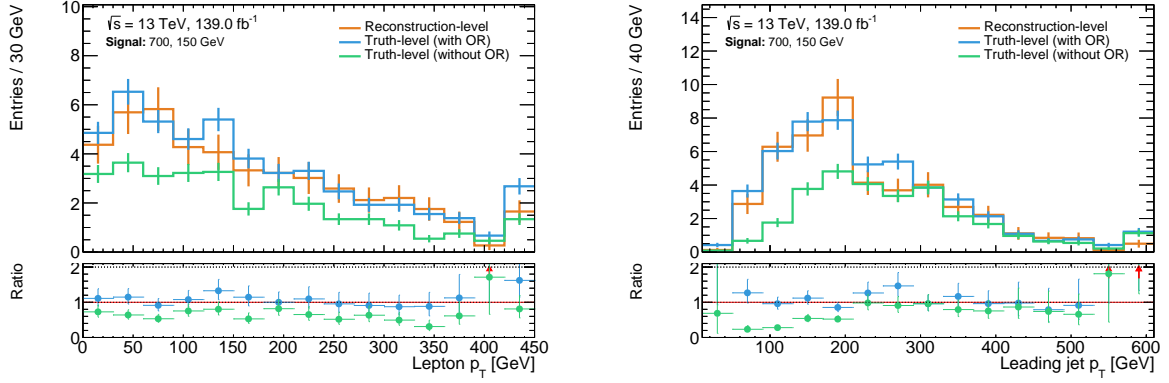 √s = 13 TeV, 139.0 fb⁻¹
Signal: 700, 150 GeV
Reconstruction-level
Truth-level (with OR)
Truth-level (without OR)
Entries / 30 GeV
10
8
6
4
2
0
Ratio
2
1
0
0 50 100 150 200 250 300 350 400 450
Lepton p_T [GeV]
√s = 13 TeV, 139.0 fb⁻¹
Signal: 700, 150 GeV
Reconstruction-level
Truth-level (with OR)
Truth-level (without OR)
Entries / 40 GeV
14
12
10
8
6
4
2
0
Ratio
2
1
0
100 200 300 400 500 600
Leading jet p_T [GeV]